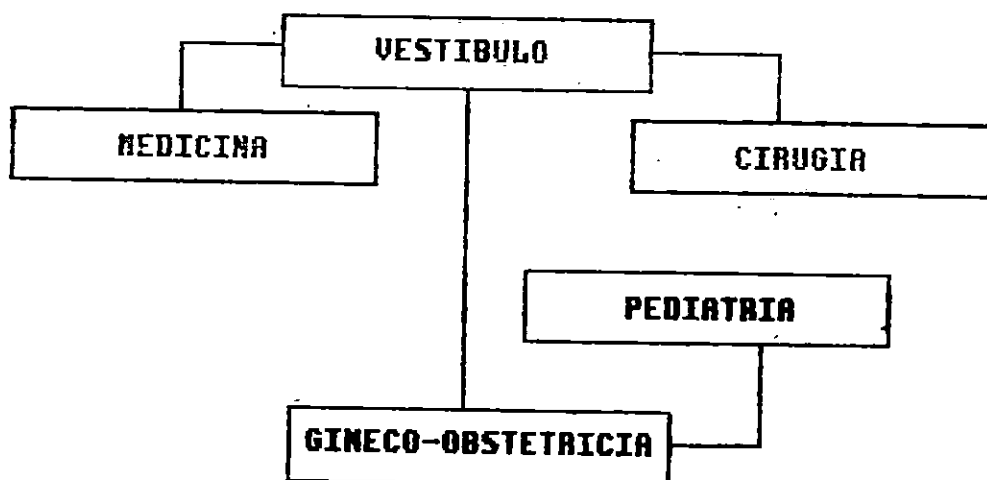 VESTIBULO
MEDICINA
CIRUGIA
PEDIATRIA
GINECO-OBSTETRICIA